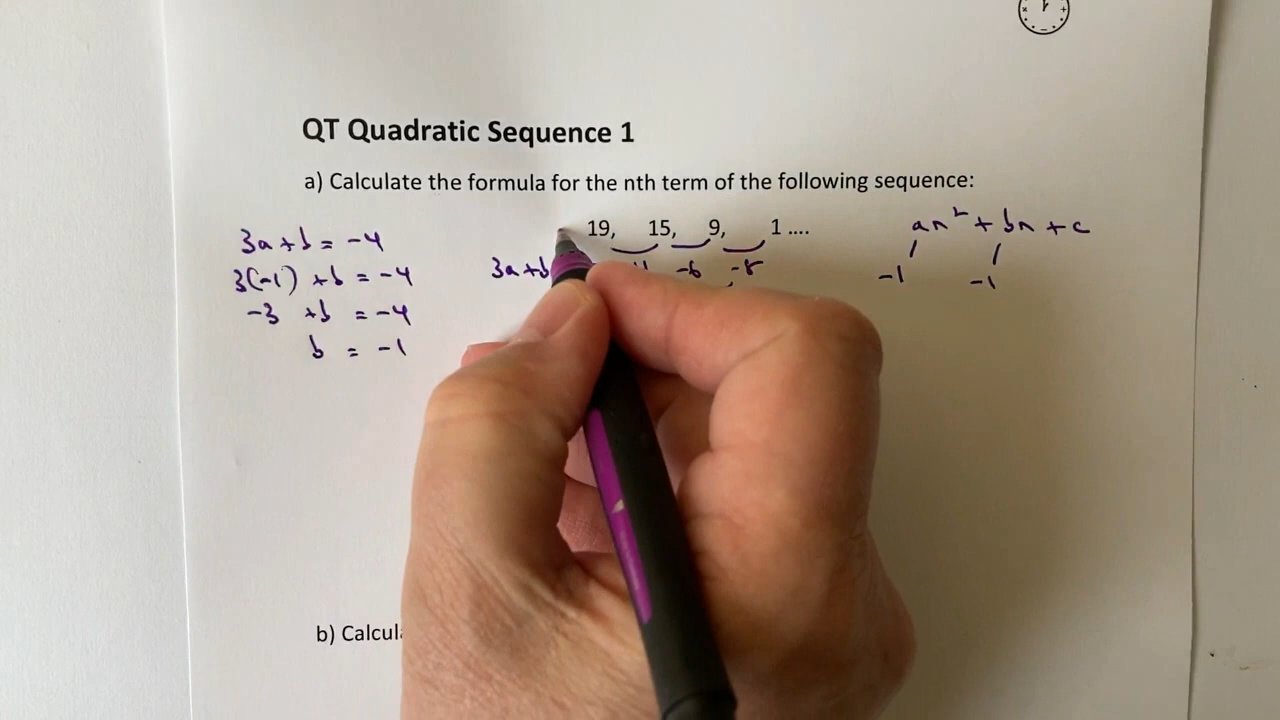 QT Quadratic Sequence 1
a) Calculate the formula for the nth term of the following sequence:
19, 15, 9, 1 ....
an² + bn + c
-1 -1
3a + b = -4
3(-1) + b = -4
-3 + b = -4
b = -1
3a + b -6 -8
b)